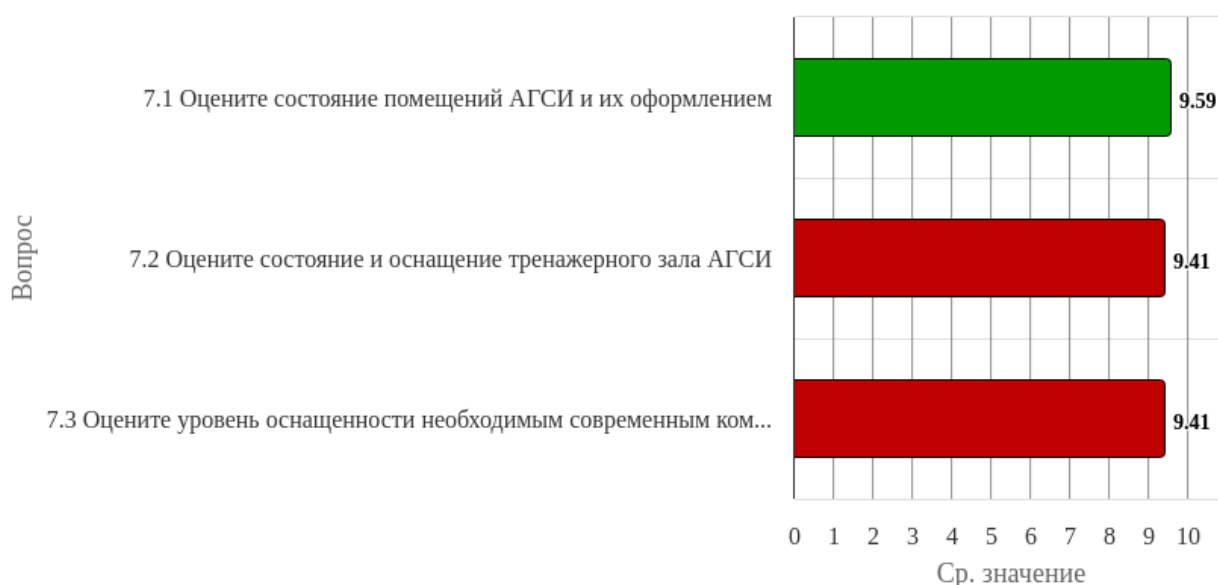 7.1 Оцените состояние помещений АГСИ и их оформлением
9.59
Вопрос
7.2 Оцените состояние и оснащение тренажерного зала АГСИ
9.41
7.3 Оцените уровень оснащенности необходимым современным ком...
9.41
0 1 2 3 4 5 6 7 8 9 10
Ср. значение